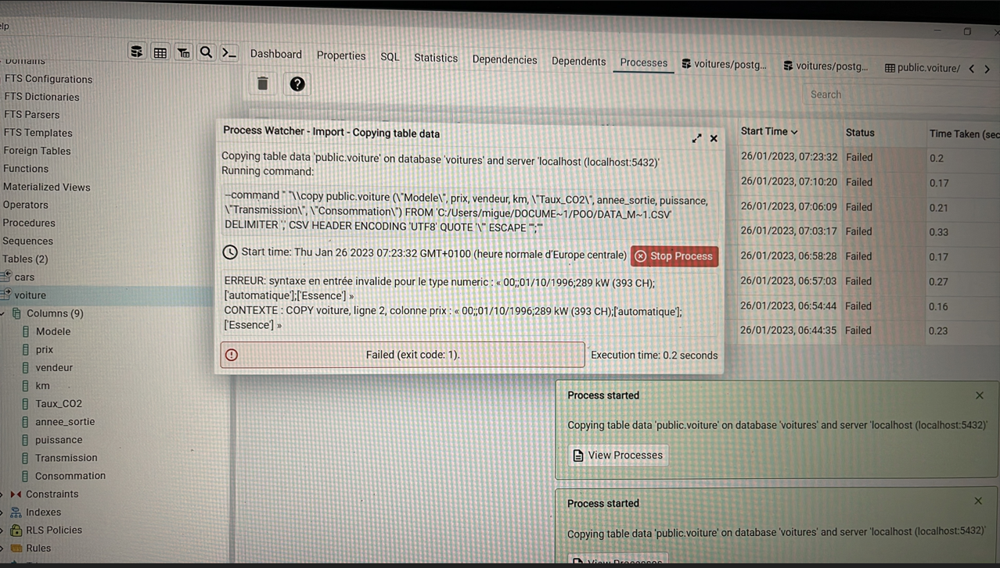 elp
Dashboard Properties SQL Statistics Dependencies Dependents Processes voitures/postg... voitures/postg... public.voiture/
Search
Domains
FTS Configurations
FTS Dictionaries
FTS Parsers
FTS Templates
Foreign Tables
Functions
Materialized Views
Operators
Procedures
Sequences
Tables (2)
cars
voiture
Columns (9)
Modele
prix
vendeur
km
Taux_CO2
annee_sortie
puissance
Transmission
Consommation
Constraints
Indexes
RLS Policies
Rules
Process Watcher - Import - Copying table data
Copying table data 'public.voiture' on database 'voitures' and server 'localhost (localhost:5432)'
Running command:
--command " "\\copy public.voiture (\"Modele\", prix, vendeur, km, \"Taux_CO2\", annee_sortie, puissance,
\"Transmission\", \"Consommation\") FROM 'C:/Users/migue/DOCUME~1/POO/DATA_M~1.CSV'
DELIMITER ',' CSV HEADER ENCODING 'UTF8' QUOTE '\"' ESCAPE '''';""
Start time: Thu Jan 26 2023 07:23:32 GMT+0100 (heure normale d'Europe centrale)
Stop Process
ERREUR: syntaxe en entrée invalide pour le type numeric : « 00;;01/10/1996;289 kW (393 CH);
['automatique'];['Essence'] »
CONTEXTE : COPY voiture, ligne 2, colonne prix : « 00;;01/10/1996;289 kW (393 CH);['automatique'];
['Essence'] »
Failed (exit code: 1).
Execution time: 0.2 seconds
Start Time Status Time Taken (sec
26/01/2023, 07:23:32 Failed 0.2
26/01/2023, 07:10:20 Failed 0.17
26/01/2023, 07:06:09 Failed 0.21
26/01/2023, 07:03:17 Failed 0.33
26/01/2023, 06:58:28 Failed 0.17
26/01/2023, 06:57:03 Failed 0.27
26/01/2023, 06:54:44 Failed 0.16
26/01/2023, 06:44:35 Failed 0.23
Process started
Copying table data 'public.voiture' on database 'voitures' and server 'localhost (localhost:5432)'
View Processes
Process started
Copying table data 'public.voiture' on database 'voitures' and server 'localhost (localhost:5432)'
View Processes